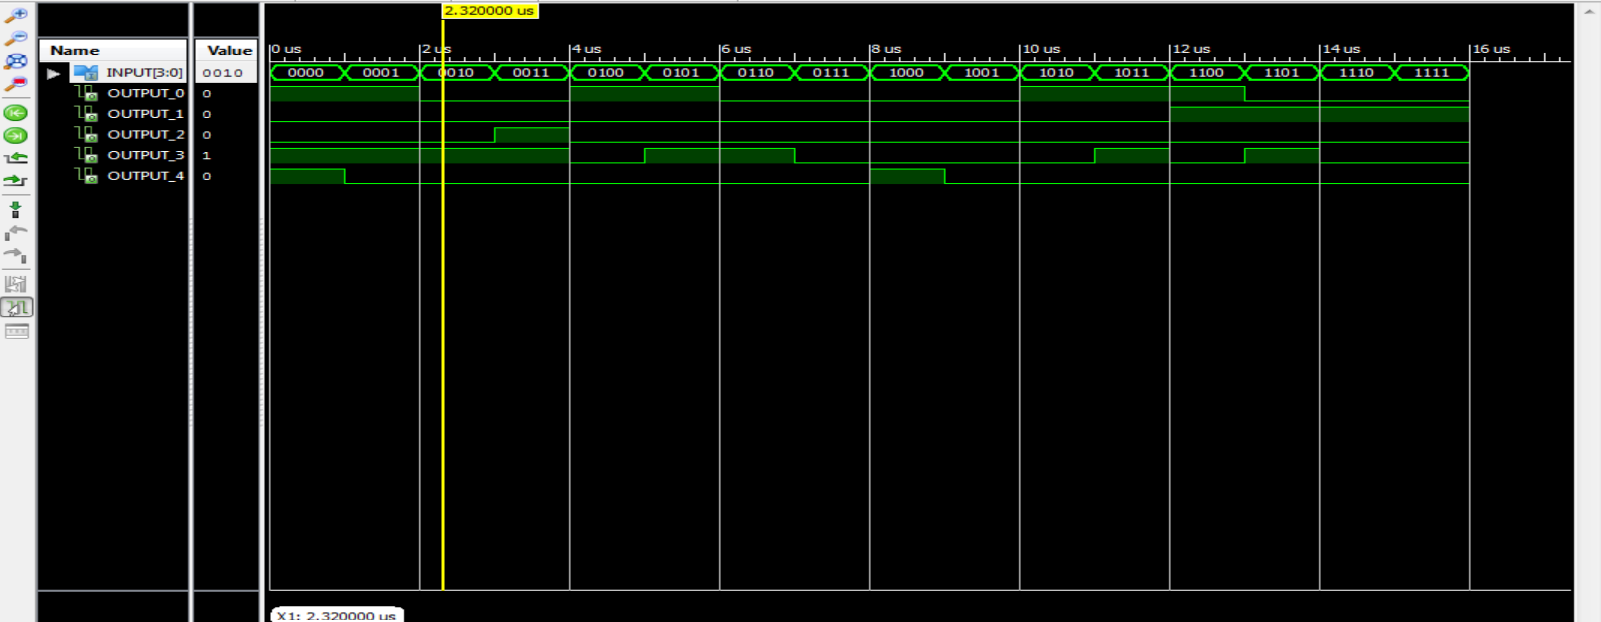 2.320000 us
Name Value 0 us 2 us 4 us 6 us 8 us 10 us 12 us 14 us 16 us
INPUT[3:0] 0010 0000 0001 0010 0011 0100 0101 0110 0111 1000 1001 1010 1011 1100 1101 1110 1111
OUTPUT_0 0
OUTPUT_1 0
OUTPUT_2 0
OUTPUT_3 1
OUTPUT_4 0
X1: 2.320000 us